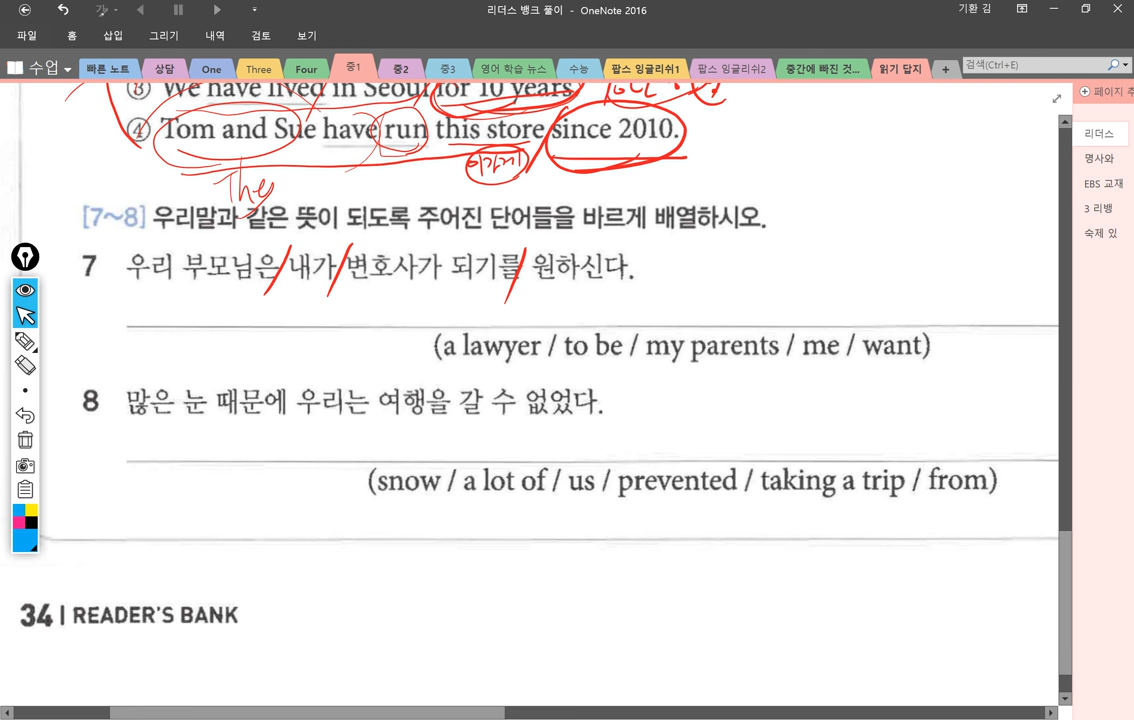 리더스 뱅크 풀이 - OneNote 2016
기환 김
파일 홈 삽입 그리기 내역 검토 보기
수업 빠른 노트 상담 One Three Four 중1 중2 중3 영어 학습 뉴스 수능 팝스 잉글리쉬1 팝스 잉글리쉬2 중간에 빠진 것... 읽기 답지 + 검색(Ctrl+E)
페이지 추
리더스
명사와
EBS 교재
3 리뱅
숙제 있
③ We have lived in Seoul for 10 years
④ Tom and Sue have run this store since 2010.
이가게
The
[7~8] 우리말과 같은 뜻이 되도록 주어진 단어들을 바르게 배열하시오.
7 우리 부모님은 / 내가 / 변호사가 되기를 / 원하신다.
(a lawyer / to be / my parents / me / want)
8 많은 눈 때문에 우리는 여행을 갈 수 없었다.
(snow / a lot of / us / prevented / taking a trip / from)
34 | READER'S BANK